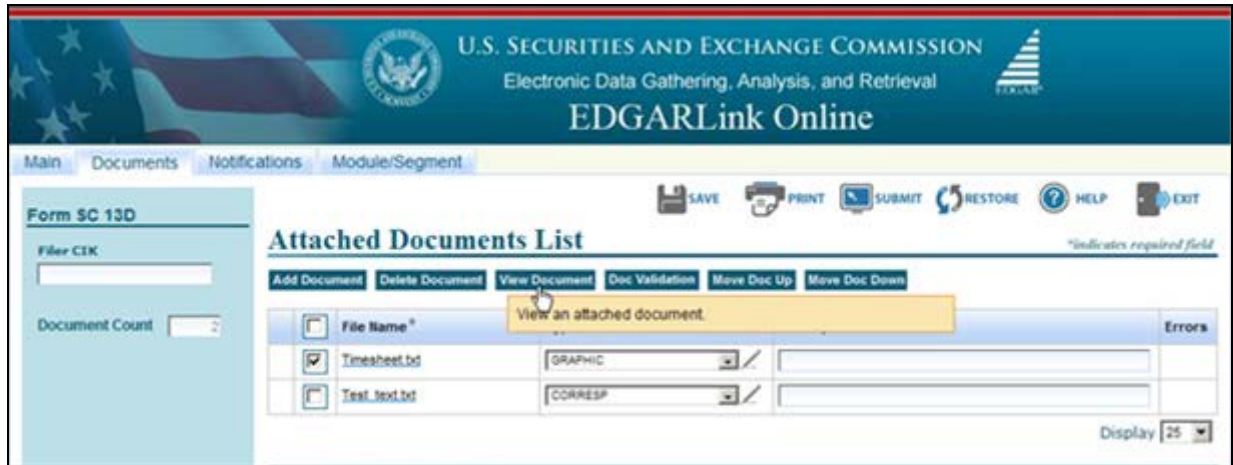 U.S. SECURITIES AND EXCHANGE COMMISSION
Electronic Data Gathering, Analysis, and Retrieval
EDGAR®
EDGARLink Online
Main Documents Notifications Module/Segment
SAVE PRINT SUBMIT RESTORE HELP EXIT
Form SC 13D
Attached Documents List
*indicates required field
Filer CIK
Add Document Delete Document View Document Doc Validation Move Doc Up Move Doc Down
View an attached document.
Document Count 2
File Name* Errors
Timesheet.txt GRAPHIC
Test_text.txt CORRESP
Display 25